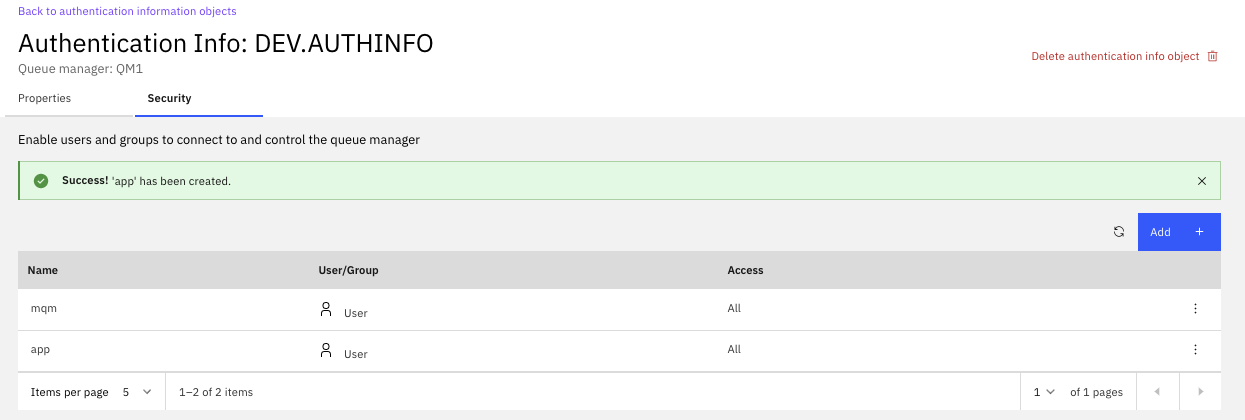 Back to authentication information objects
Authentication Info: DEV.AUTHINFO
Queue manager: QM1
Delete authentication info object
Properties Security
Enable users and groups to connect to and control the queue manager
Success! 'app' has been created.
Add +
Name User/Group Access
mqm User All
app User All
Items per page 5 1–2 of 2 items 1 of 1 pages